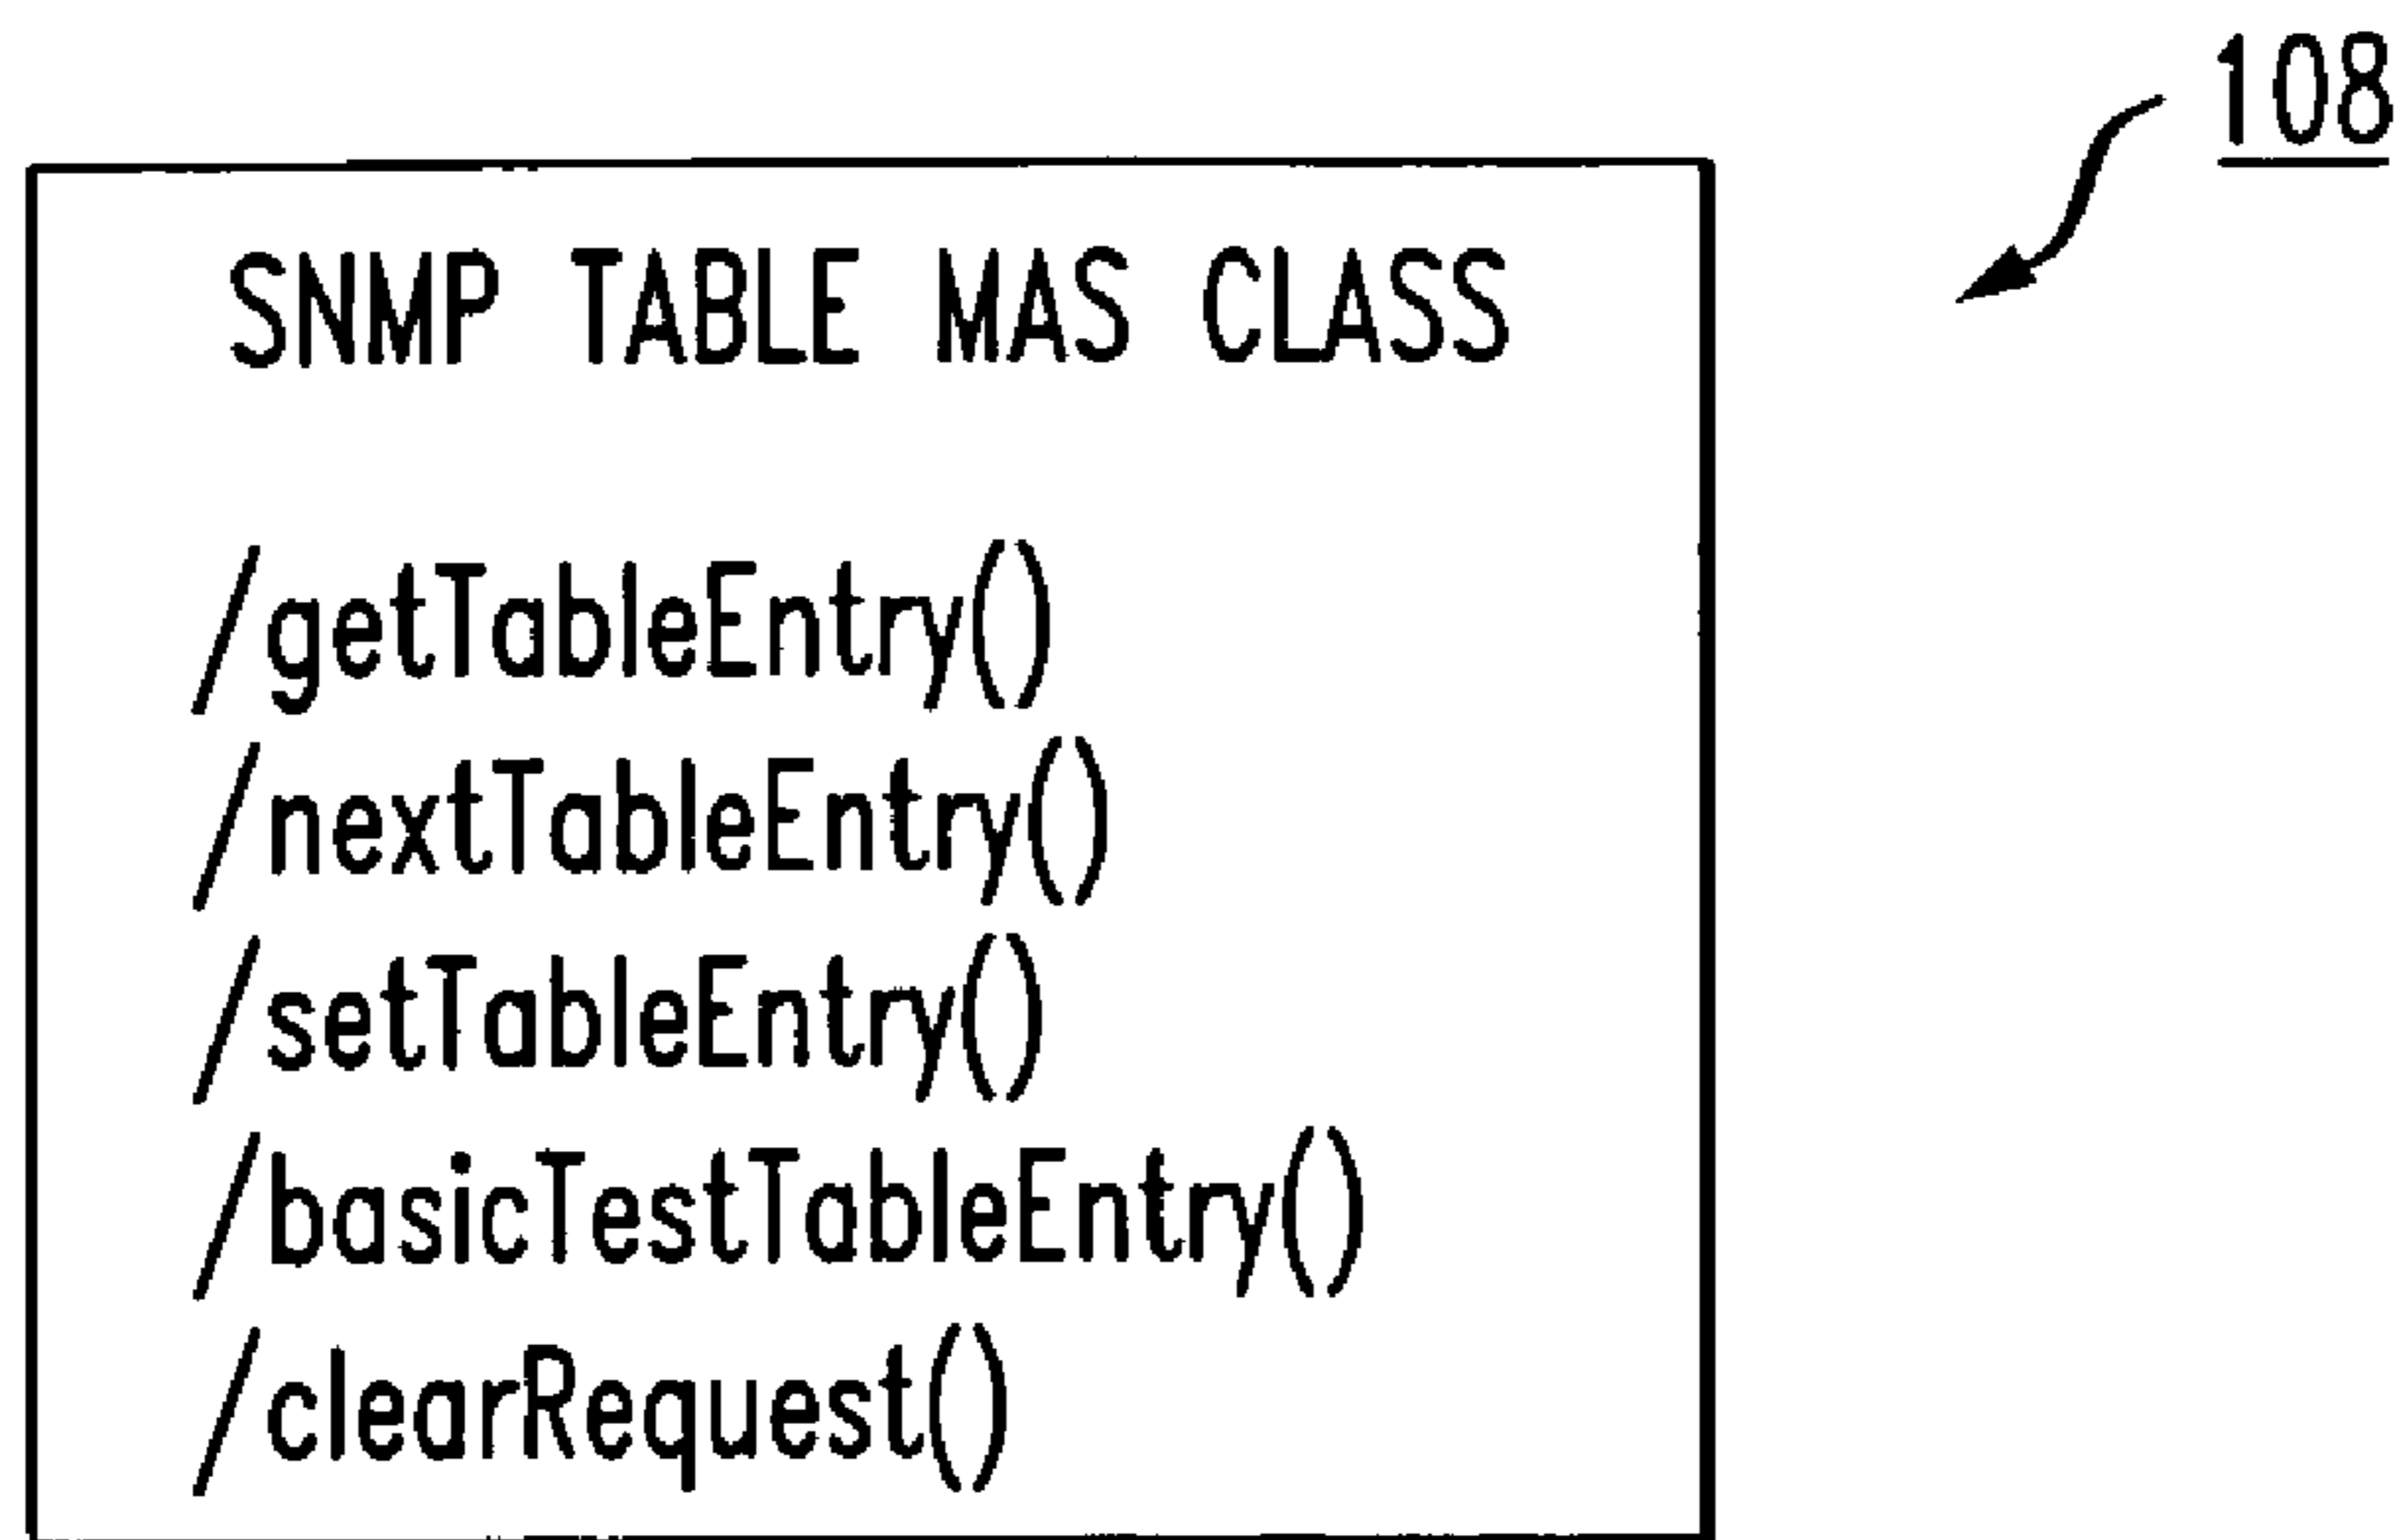 108
SNMP TABLE MAS CLASS
/getTableEntry()
/nextTableEntry()
/setTableEntry()
/basicTestTableEntry()
/clearRequest()